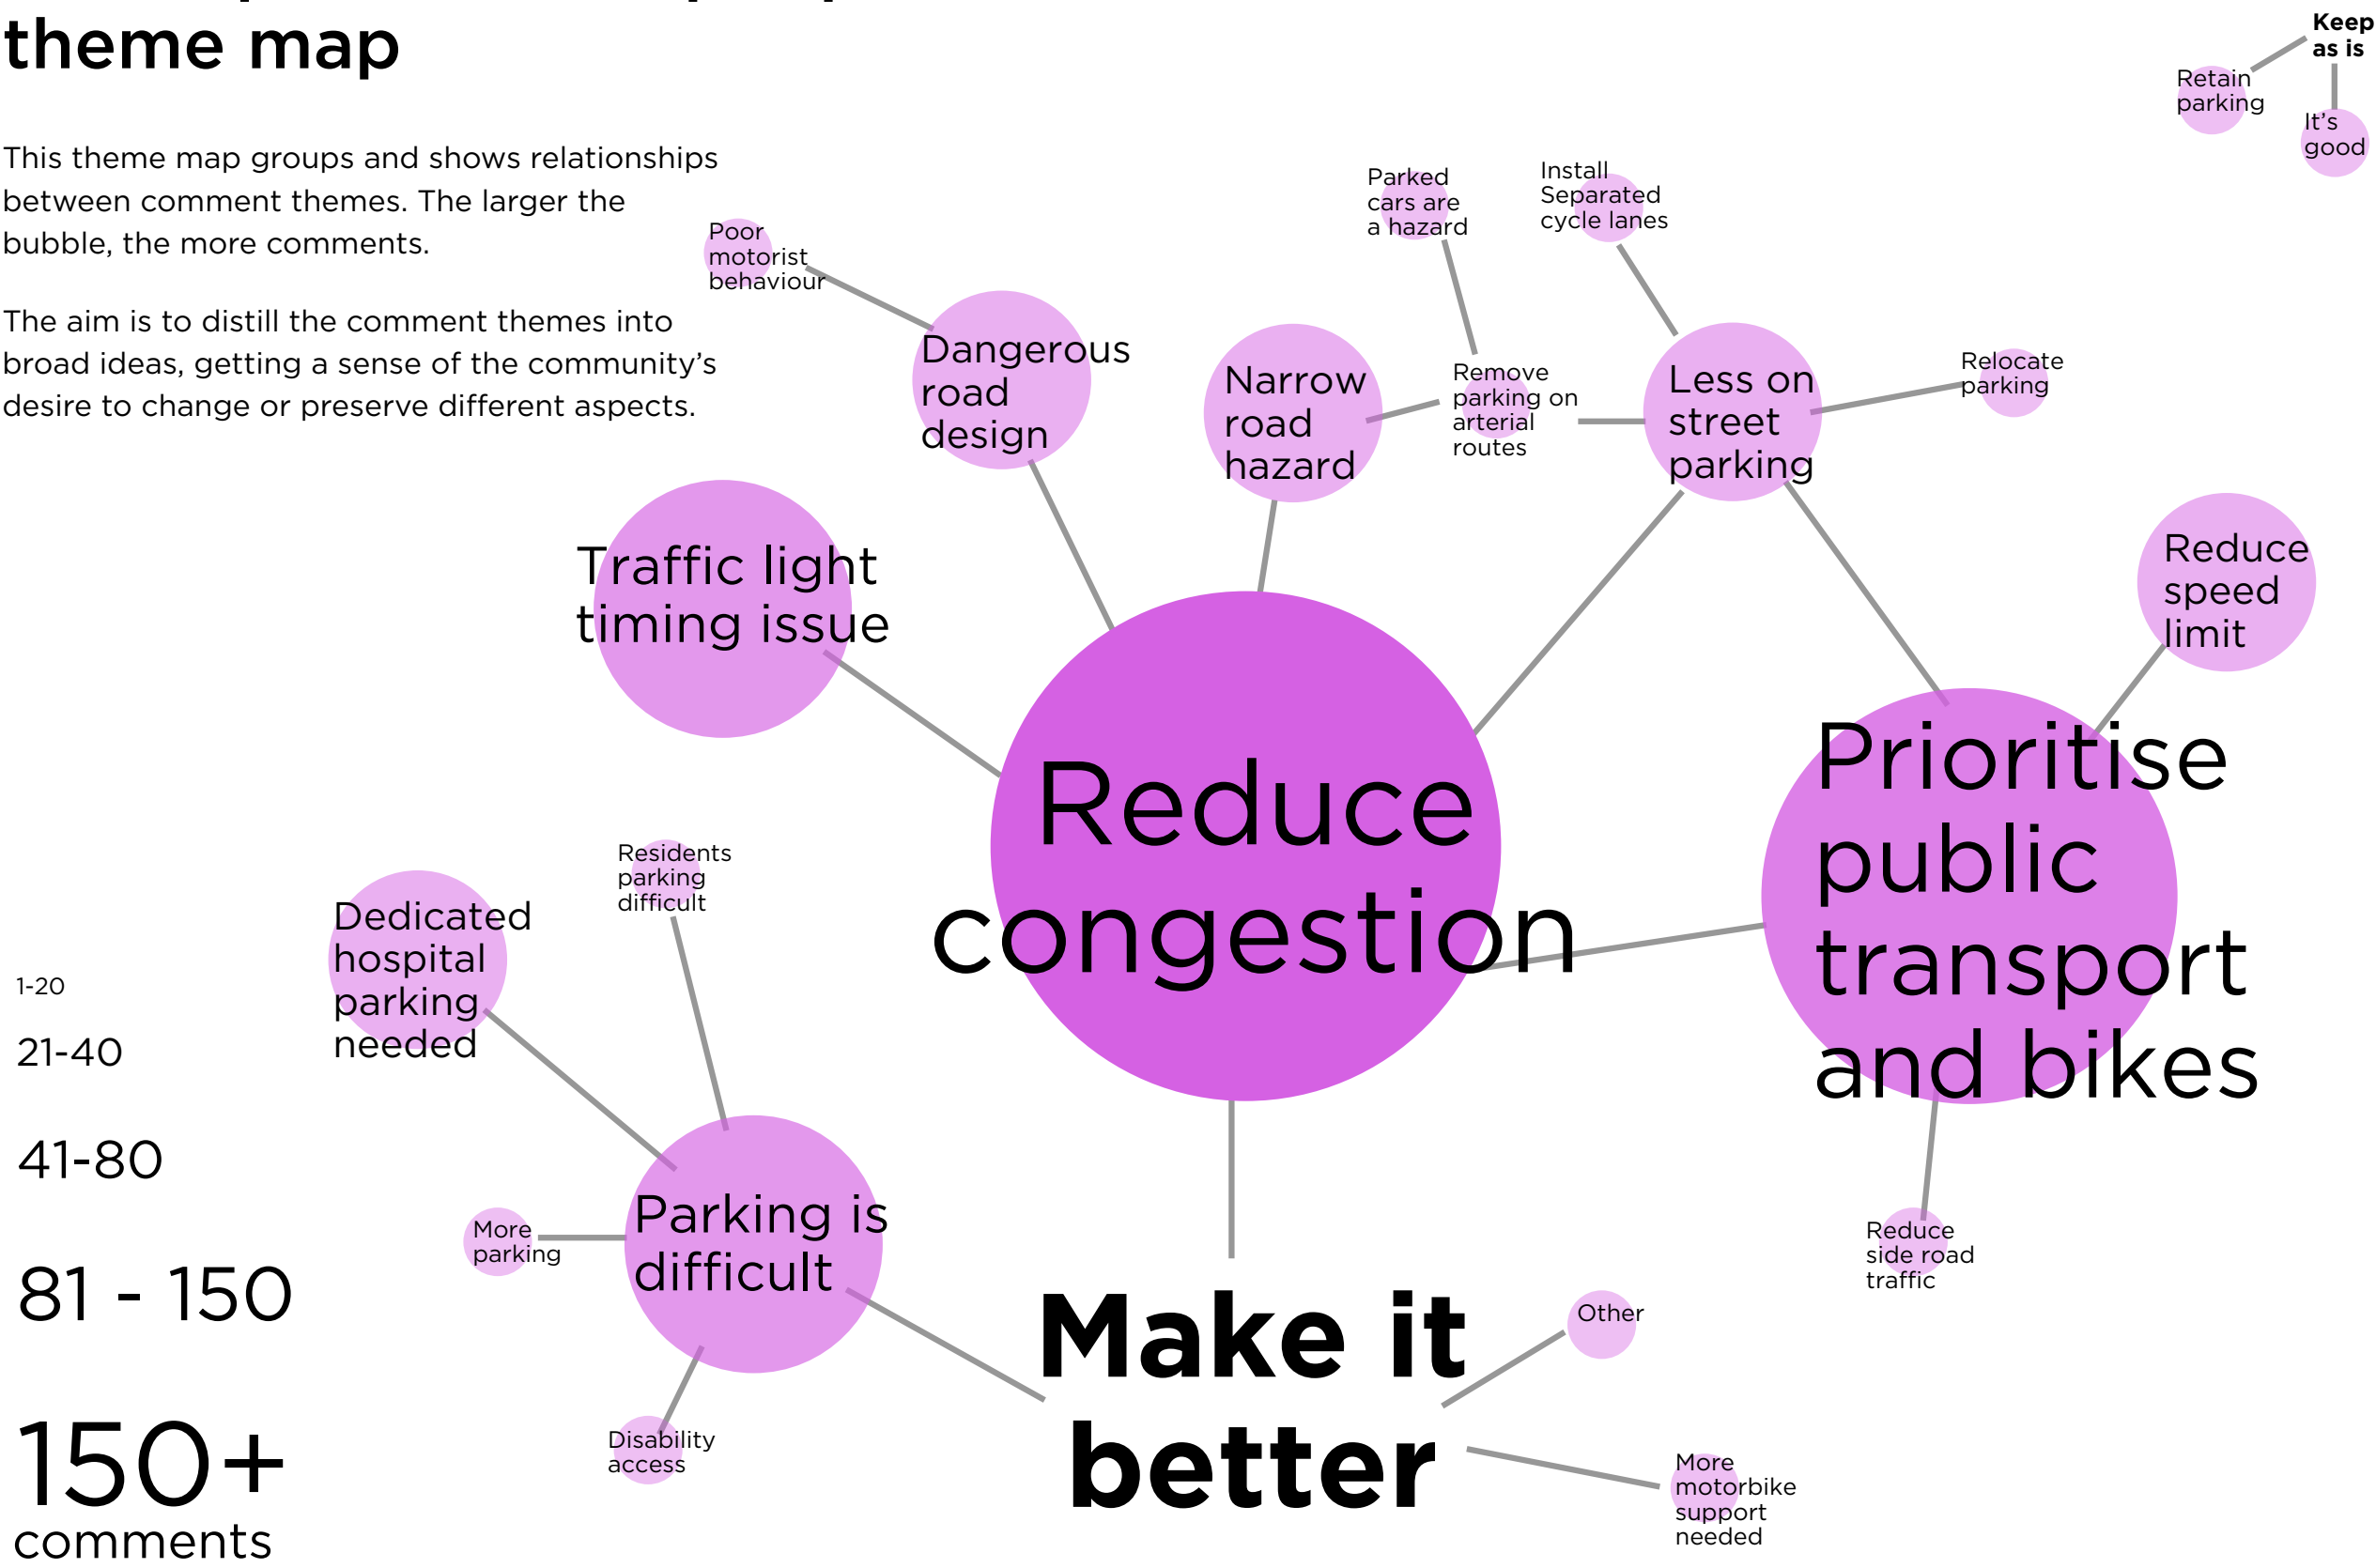 theme map
This theme map groups and shows relationships
between comment themes. The larger the
bubble, the more comments.
The aim is to distill the comment themes into
broad ideas, getting a sense of the community’s
desire to change or preserve different aspects.
Keep
as is
Retain
parking
It’s
good
Parked
cars are
a hazard
Install
Separated
cycle lanes
Poor
motorist
behaviour
Dangerous
road
design
Narrow
road
hazard
Remove
parking on
arterial
routes
Less on
street
parking
Relocate
parking
Traffic light
timing issue
Reduce
speed
limit
Reduce
congestion
Prioritise
public
transport
and bikes
Residents
parking
difficult
Dedicated
hospital
parking
needed
More
parking
Parking is
difficult
Disability
access
Reduce
side road
traffic
Make it
better
Other
More
motorbike
support
needed
1-20
21-40
41-80
81 - 150
150+
comments